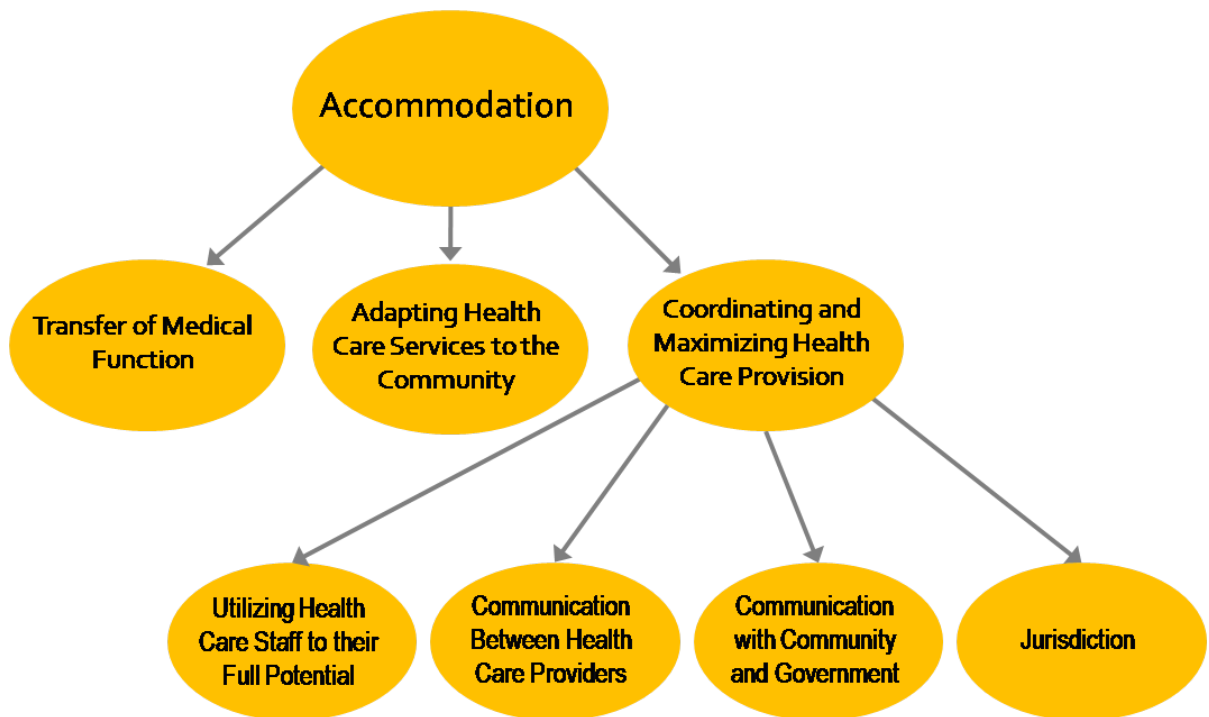 Accommodation
Transfer of Medical
Function
Adapting Health
Care Services to the
Community
Coordinating and
Maximizing Health
Care Provision
Utilizing Health
Care Staff to their
Full Potential
Communication
Between Health
Care Providers
Communication
with Community
and Government
Jurisdiction